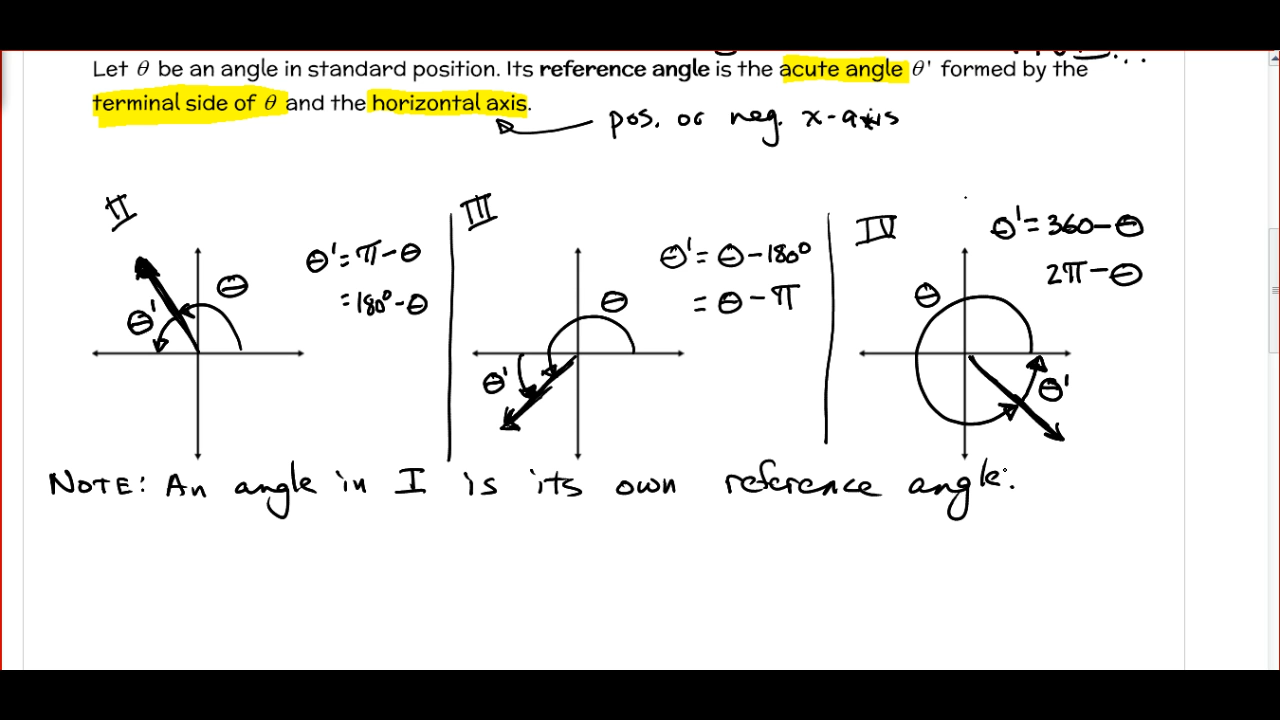 Let θ be an angle in standard position. Its reference angle is the acute angle θ' formed by the
terminal side of θ and the horizontal axis.
pos. or neg. x-axis
II
θ' = π - θ
= 180° - θ
θ
θ'
III
θ' = θ - 180°
= θ - π
θ
θ'
IV
θ' = 360 - θ
2π - θ
θ
θ'
NOTE: An angle in I is its own reference angle.